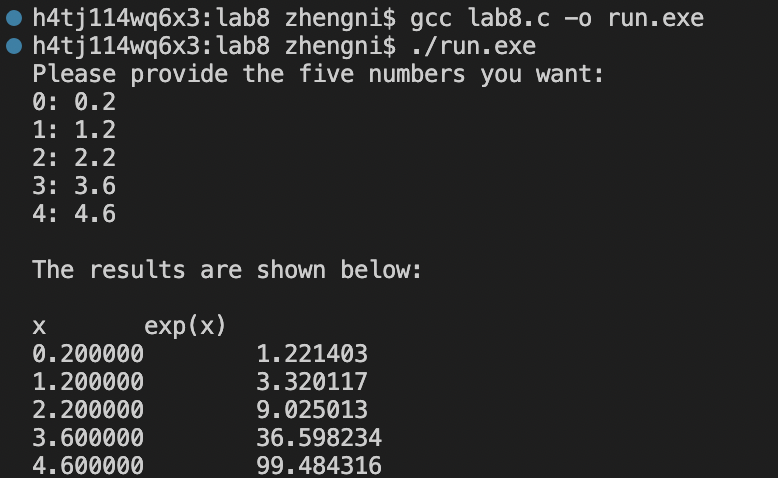 h4tj114wq6x3:lab8 zhengni$ gcc lab8.c -o run.exe
h4tj114wq6x3:lab8 zhengni$ ./run.exe
Please provide the five numbers you want:
0: 0.2
1: 1.2
2: 2.2
3: 3.6
4: 4.6

The results are shown below:

x       exp(x)
0.200000        1.221403
1.200000        3.320117
2.200000        9.025013
3.600000        36.598234
4.600000        99.484316